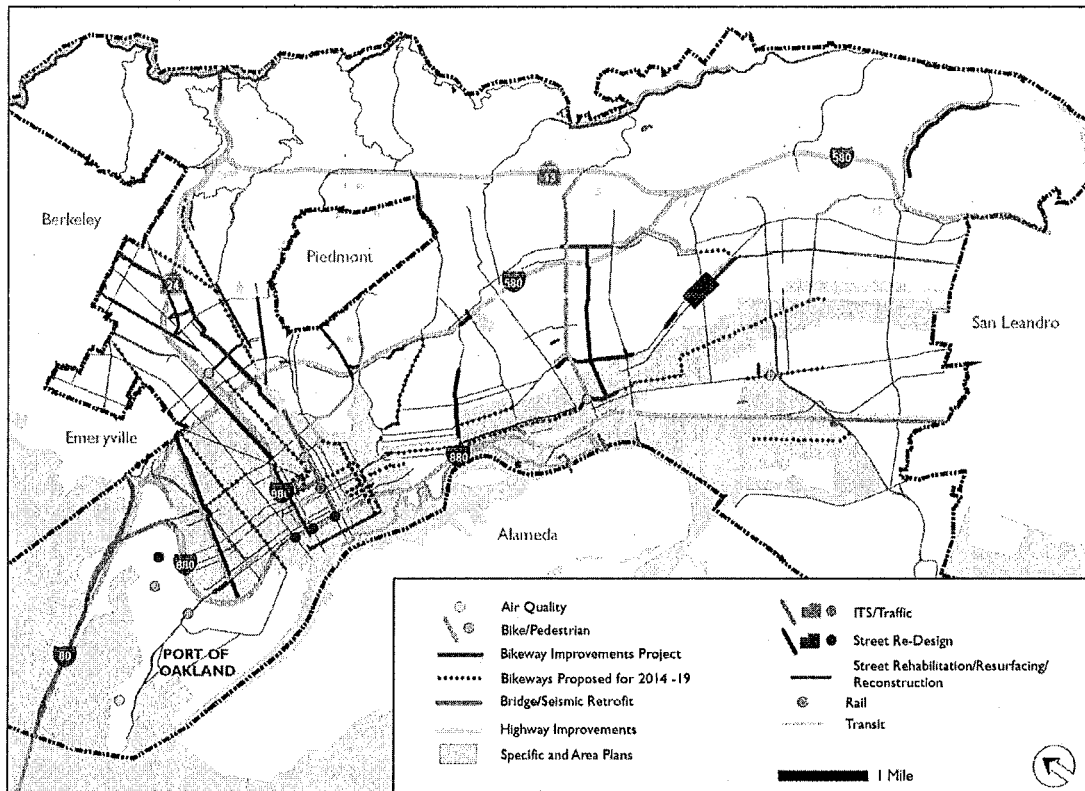 580
13
Berkeley
Piedmont
24
580
San Leandro
Emeryville
880
980
Alameda
880
80
PORT OF
OAKLAND
Air Quality
Bike/Pedestrian
Bikeway Improvements Project
Bikeways Proposed for 2014 -19
Bridge/Seismic Retrofit
Highway Improvements
Specific and Area Plans
ITS/Traffic
Street Re-Design
Street Rehabilitation/Resurfacing/
Reconstruction
Rail
Transit
1 Mile